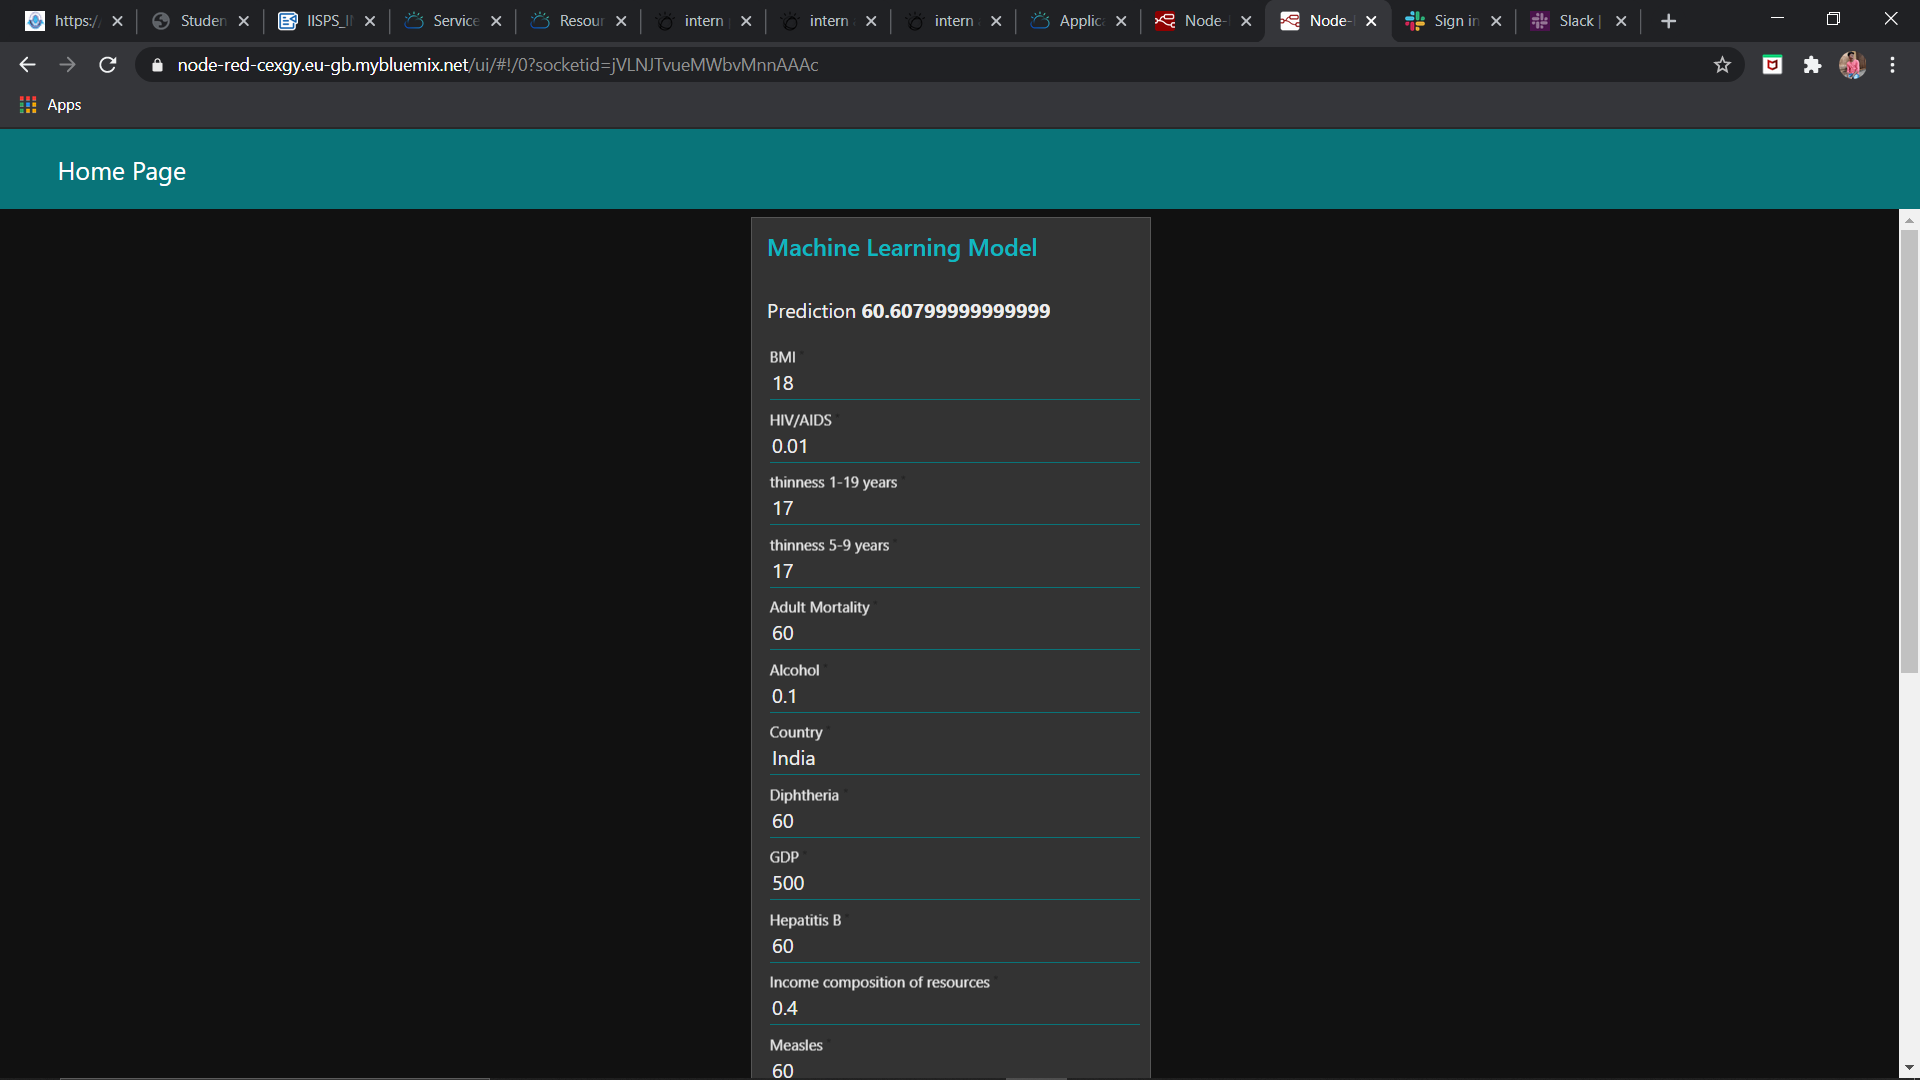 https:/
Studen
IISPS_I
Service
Resour
intern
intern
intern
Applic
Node-
Node-
Sign in
Slack |
node-red-cexgy.eu-gb.mybluemix.net/ui/#!/0?socketid=jVLNJTvueMWbvMnnAAAc
Apps
Home Page
Machine Learning Model
Prediction 60.60799999999999
BMI *
18
HIV/AIDS *
0.01
thinness 1-19 years *
17
thinness 5-9 years *
17
Adult Mortality *
60
Alcohol *
0.1
Country *
India
Diphtheria *
60
GDP *
500
Hepatitis B *
60
Income composition of resources *
0.4
Measles *
60